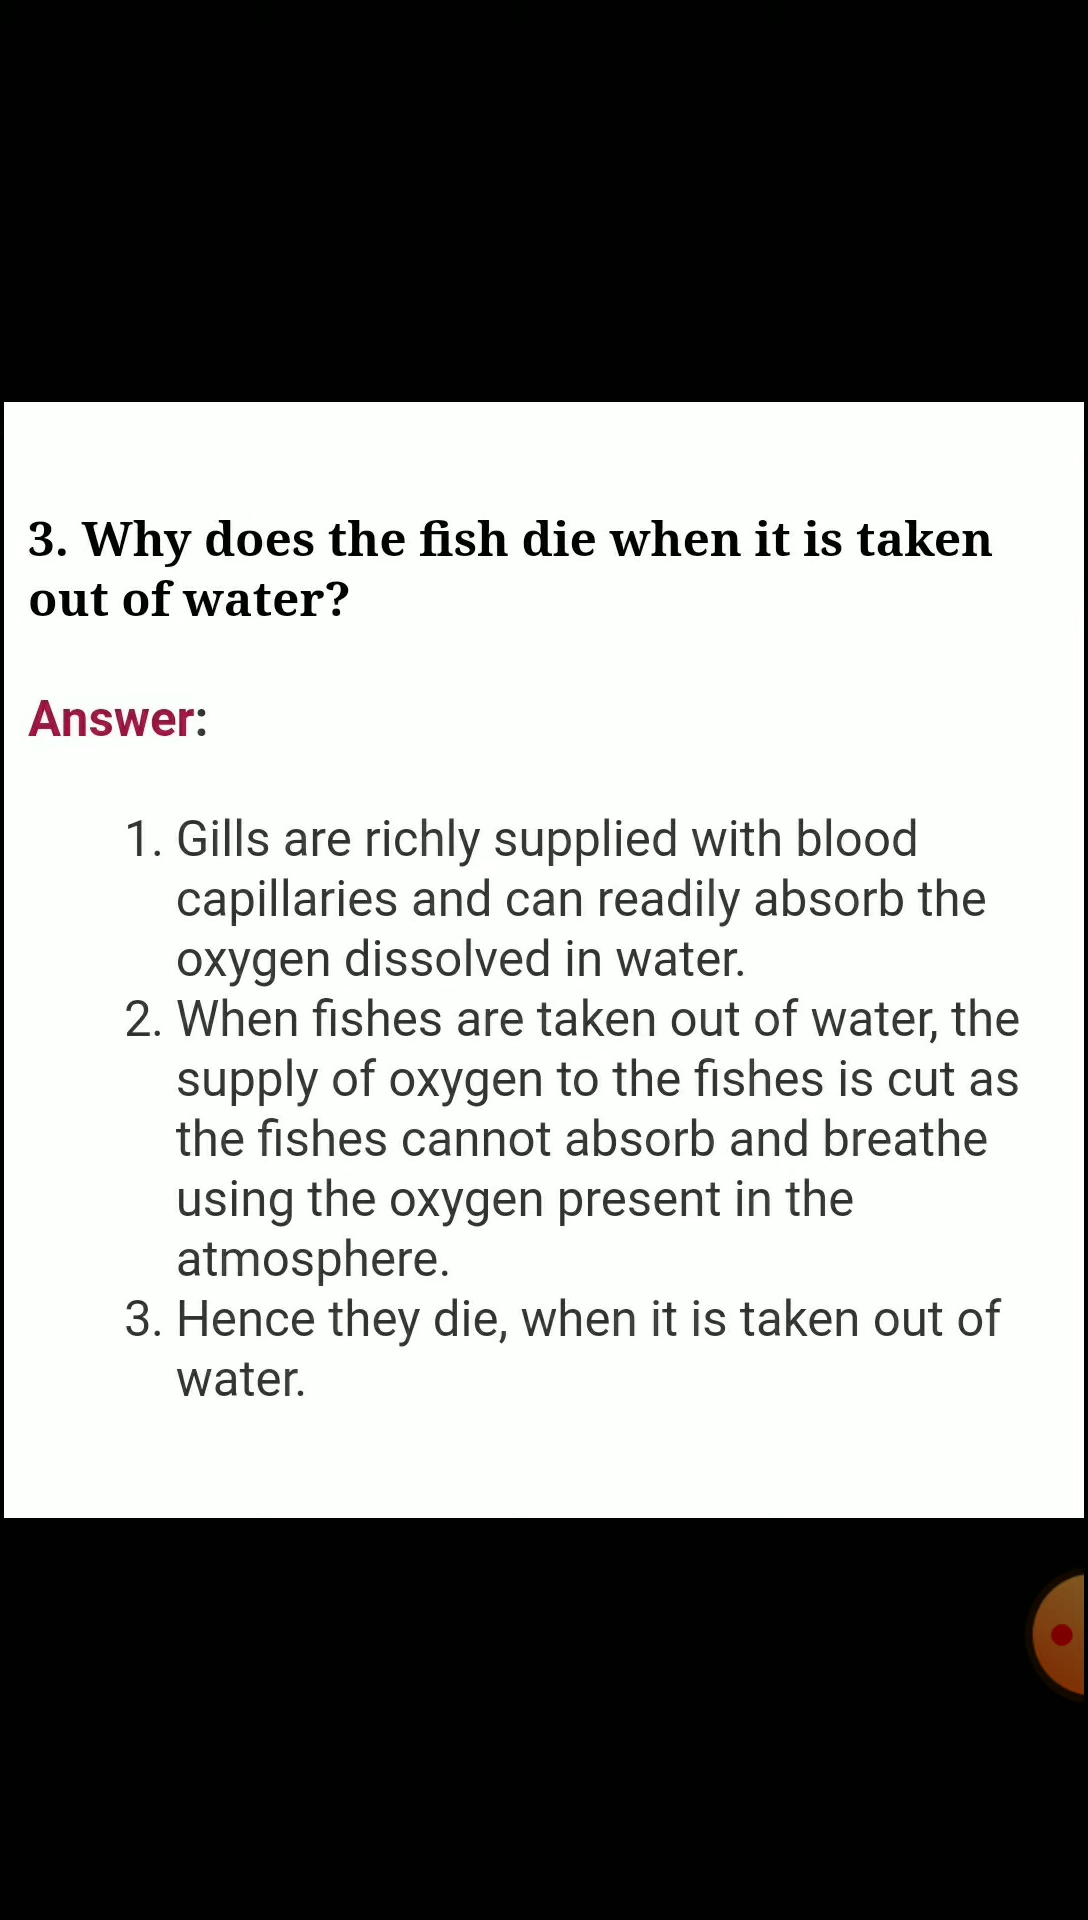 3. Why does the fish die when it is taken
out of water?
Answer:
1. Gills are richly supplied with blood
capillaries and can readily absorb the
oxygen dissolved in water.
2. When fishes are taken out of water, the
supply of oxygen to the fishes is cut as
the fishes cannot absorb and breathe
using the oxygen present in the
atmosphere.
3. Hence they die, when it is taken out of
water.